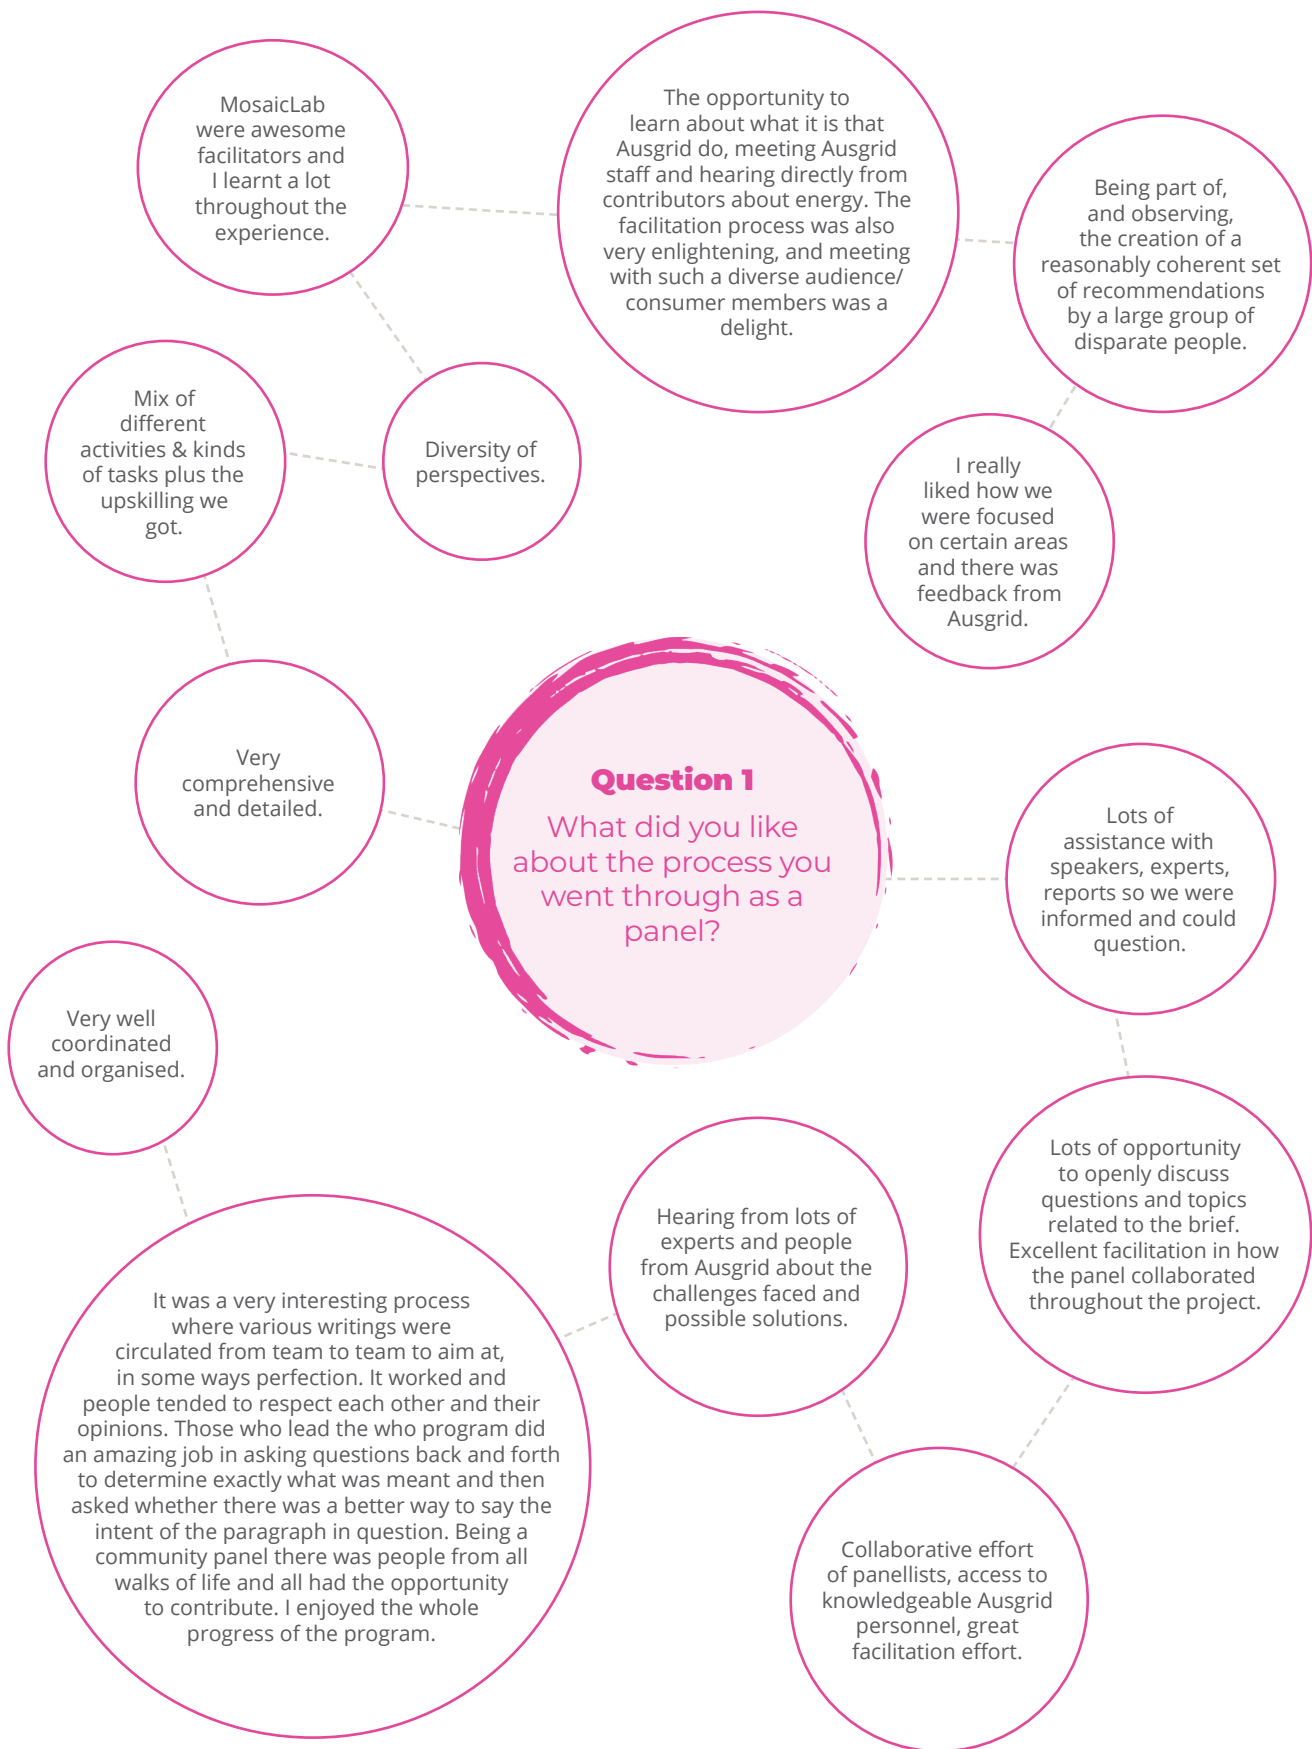 MosaicLab
were awesome
facilitators and
I learnt a lot
throughout the
experience.
The opportunity to
learn about what it is that
Ausgrid do, meeting Ausgrid
staff and hearing directly from
contributors about energy. The
facilitation process was also
very enlightening, and meeting
with such a diverse audience/
consumer members was a
delight.
Being part of,
and observing,
the creation of a
reasonably coherent set
of recommendations
by a large group of
disparate people.
Mix of
different
activities & kinds
of tasks plus the
upskilling we
got.
Diversity of
perspectives.
I really
liked how we
were focused
on certain areas
and there was
feedback from
Ausgrid.
Very
comprehensive
and detailed.
Question 1
What did you like
about the process you
went through as a
panel?
Lots of
assistance with
speakers, experts,
reports so we were
informed and could
question.
Very well
coordinated
and organised.
Lots of opportunity
to openly discuss
questions and topics
related to the brief.
Excellent facilitation in how
the panel collaborated
throughout the project.
Hearing from lots of
experts and people
from Ausgrid about the
challenges faced and
possible solutions.
It was a very interesting process
where various writings were
circulated from team to team to aim at,
in some ways perfection. It worked and
people tended to respect each other and their
opinions. Those who lead the who program did
an amazing job in asking questions back and forth
to determine exactly what was meant and then
asked whether there was a better way to say the
intent of the paragraph in question. Being a
community panel there was people from all
walks of life and all had the opportunity
to contribute. I enjoyed the whole
progress of the program.
Collaborative effort
of panellists, access to
knowledgeable Ausgrid
personnel, great
facilitation effort.